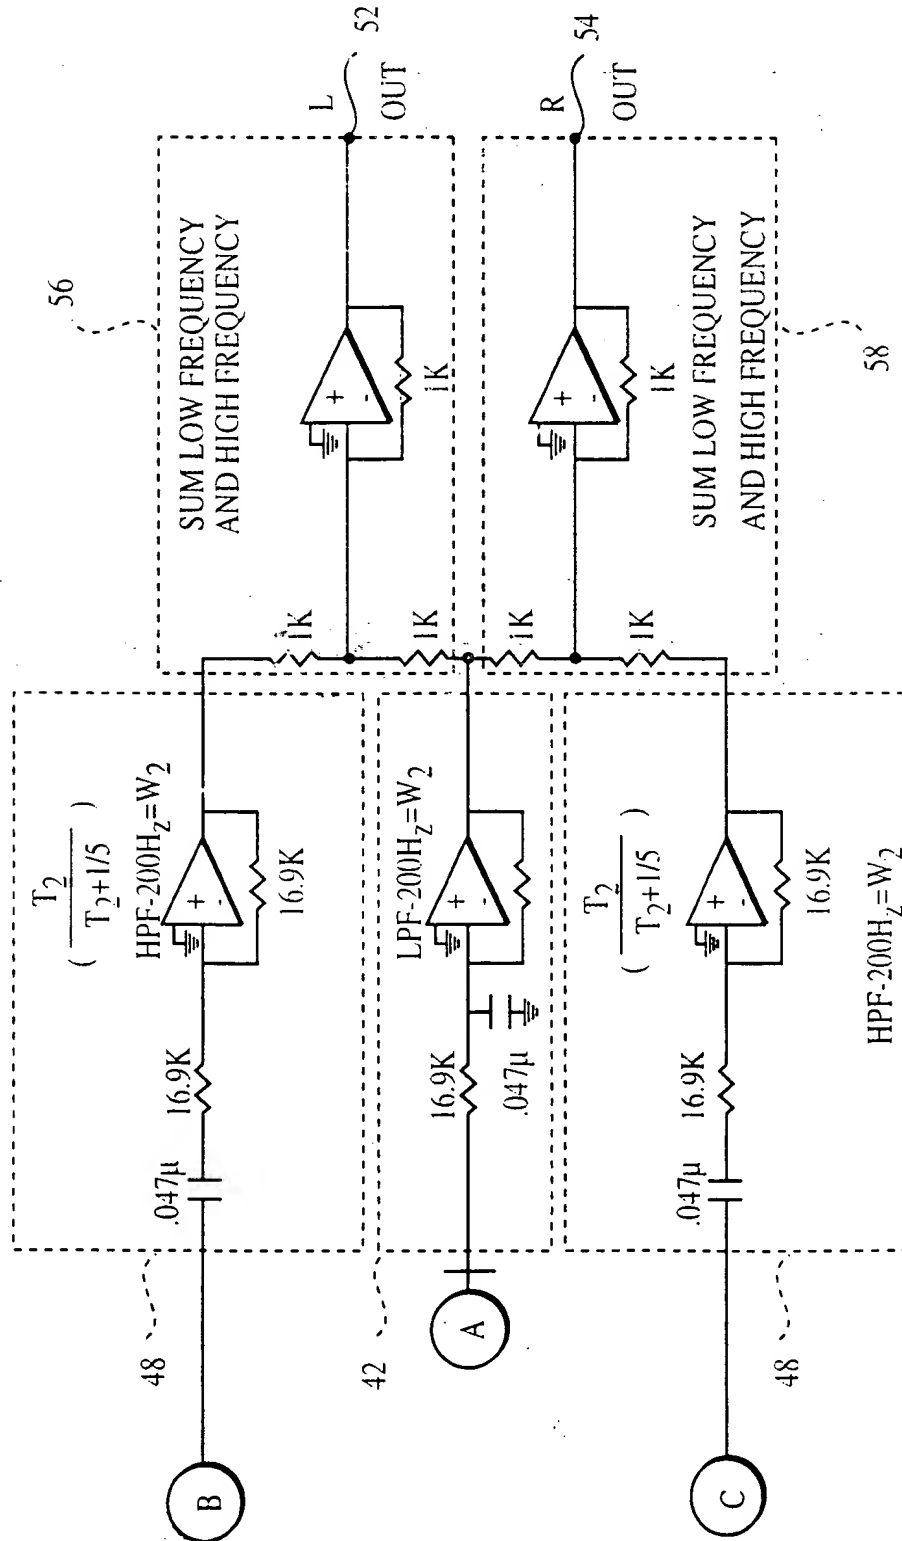 56
SUM LOW FREQUENCY
AND HIGH FREQUENCY
L
OUT
52
+
-
1K
1K
1K
( T2 / T2+1/5 )
HPF-200HZ=W2
+
-
16.9K
16.9K
.047μ
48
B
LPF-200HZ=W2
+
-
16.9K
.047μ
42
A
R
OUT
54
+
-
1K
1K
1K
SUM LOW FREQUENCY
AND HIGH FREQUENCY
58
( T2 / T2+1/5 )
+
-
16.9K
16.9K
.047μ
HPF-200HZ=W2
48
C